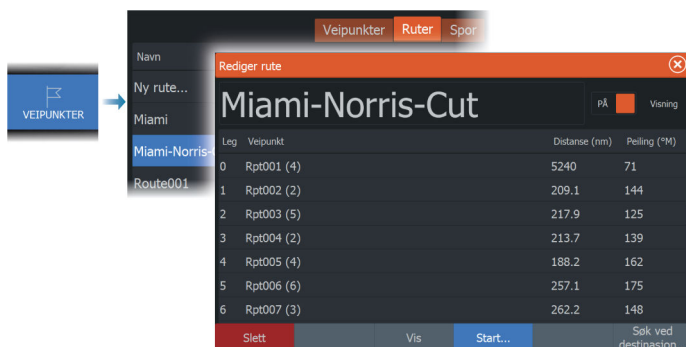 VEIPUNKTER
Veipunkter Ruter Spor
Navn
Ny rute...
Miami
Miami-Norris-
Route001
Rediger rute
Miami-Norris-Cut
PÅ Visning
Leg Veipunkt Distanse (nm) Peiling (°M)
0 Rpt001 (4) 5240 71
1 Rpt002 (2) 209.1 144
2 Rpt003 (5) 217.9 125
3 Rpt004 (2) 213.7 139
4 Rpt005 (4) 188.2 162
5 Rpt006 (6) 257.1 175
6 Rpt007 (3) 262.2 148
Slett Vis Start... Søk ved
destinasjon